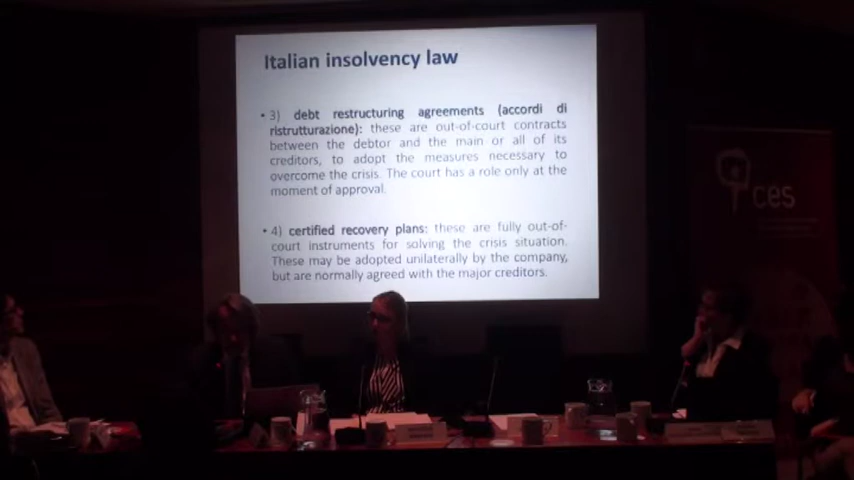 Italian insolvency law
• 3) debt restructuring agreements (accordi di
ristrutturazione): these are out-of-court contracts
between the debtor and the main or all of its
creditors, to adopt the measures necessary to
overcome the crisis. The court has a role only at the
moment of approval.
• 4) certified recovery plans: these are fully out-of-
court instruments for solving the crisis situation.
These may be adopted unilaterally by the company,
but are normally agreed with the major creditors.
ces